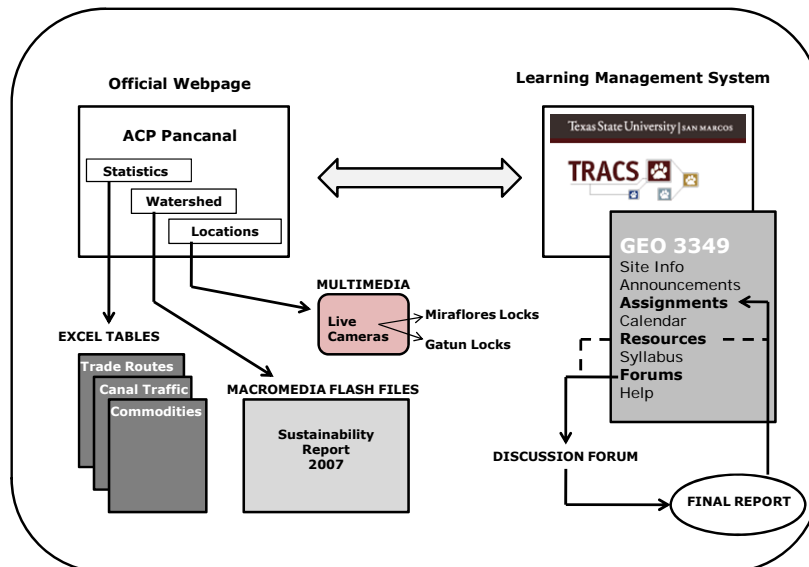 Official Webpage
ACP Pancanal
Statistics
Watershed
Locations
EXCEL TABLES
Trade Routes
Canal Traffic
Commodities
MULTIMEDIA
Live
Cameras
Miraflores Locks
Gatun Locks
MACROMEDIA FLASH FILES
Sustainability
Report
2007
Learning Management System
Texas State University | SAN MARCOS
TRACS
GEO 3349
Site Info
Announcements
Assignments
Calendar
Resources
Syllabus
Forums
Help
DISCUSSION FORUM
FINAL REPORT